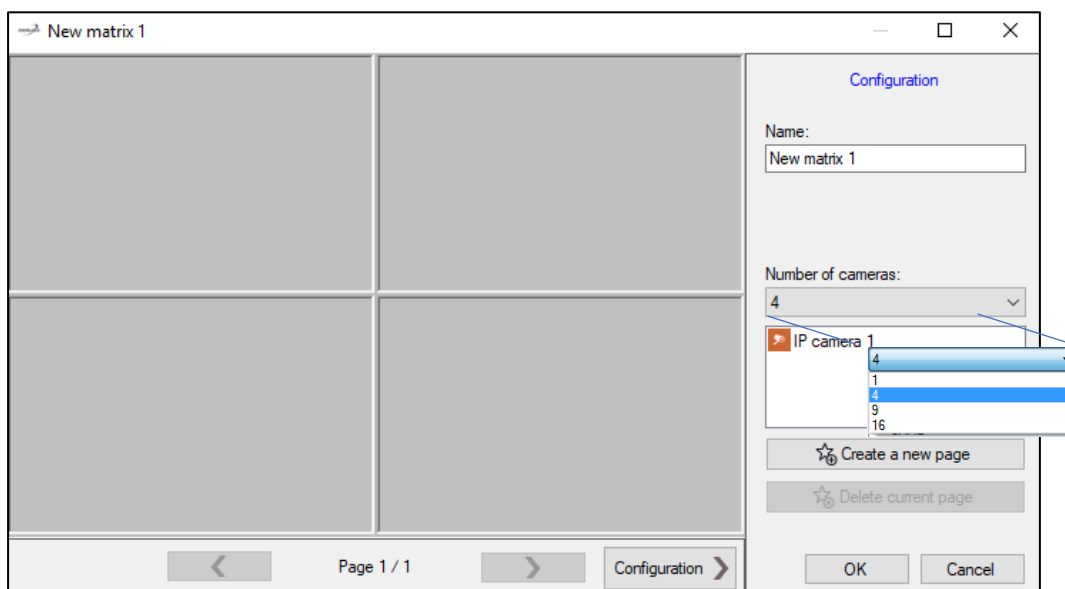 New matrix 1
Configuration
Name:
New matrix 1
Number of cameras:
4
IP camera 1
4
1
4
9
16
Create a new page
Delete current page
Page 1 / 1
Configuration
OK
Cancel